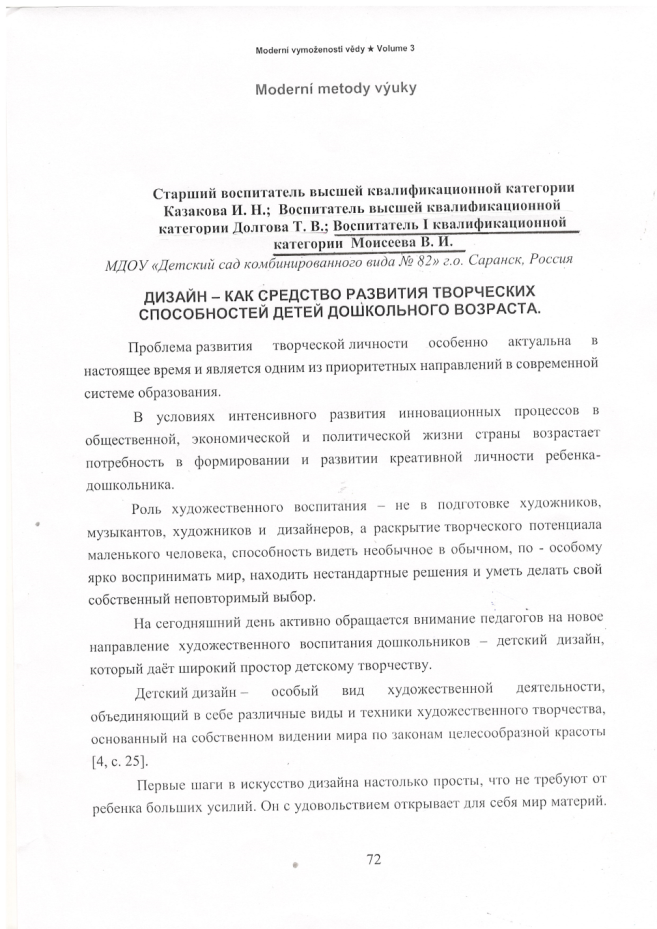 Moderní vymoženosti vědy ★ Volume 3
Moderní metody výuky
Старший воспитатель высшей квалификационной категории
Казакова И. Н.; Воспитатель высшей квалификационной
категории Долгова Т. В.; Воспитатель I квалификационной
категории Моисеева В. И.
МДОУ «Детский сад комбинированного вида № 82» г.о. Саранск, Россия
ДИЗАЙН – КАК СРЕДСТВО РАЗВИТИЯ ТВОРЧЕСКИХ
СПОСОБНОСТЕЙ ДЕТЕЙ ДОШКОЛЬНОГО ВОЗРАСТА.
Проблема развития творческой личности особенно актуальна в
настоящее время и является одним из приоритетных направлений в современной
системе образования.
В условиях интенсивного развития инновационных процессов в
общественной, экономической и политической жизни страны возрастает
потребность в формировании и развитии креативной личности ребенка-
дошкольника.
Роль художественного воспитания – не в подготовке художников,
музыкантов, художников и дизайнеров, а раскрытие творческого потенциала
маленького человека, способность видеть необычное в обычном, по - особому
ярко воспринимать мир, находить нестандартные решения и уметь делать свой
собственный неповторимый выбор.
На сегодняшний день активно обращается внимание педагогов на новое
направление художественного воспитания дошкольников – детский дизайн,
который даёт широкий простор детскому творчеству.
Детский дизайн – особый вид художественной деятельности,
объединяющий в себе различные виды и техники художественного творчества,
основанный на собственном видении мира по законам целесообразной красоты
[4, с. 25].
Первые шаги в искусство дизайна настолько просты, что не требуют от
ребенка больших усилий. Он с удовольствием открывает для себя мир материй.
72